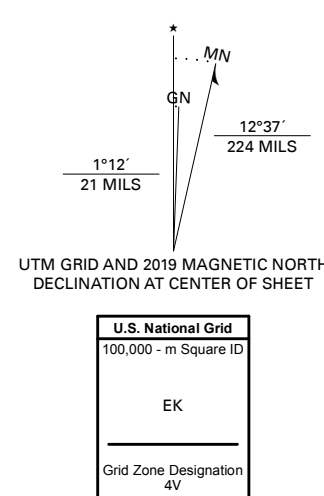 ★
MN
GN
12°37´
224 MILS
1°12´
21 MILS
UTM GRID AND 2019 MAGNETIC NORTH
DECLINATION AT CENTER OF SHEET
U.S. National Grid
100,000 - m Square ID
EK
Grid Zone Designation
4V